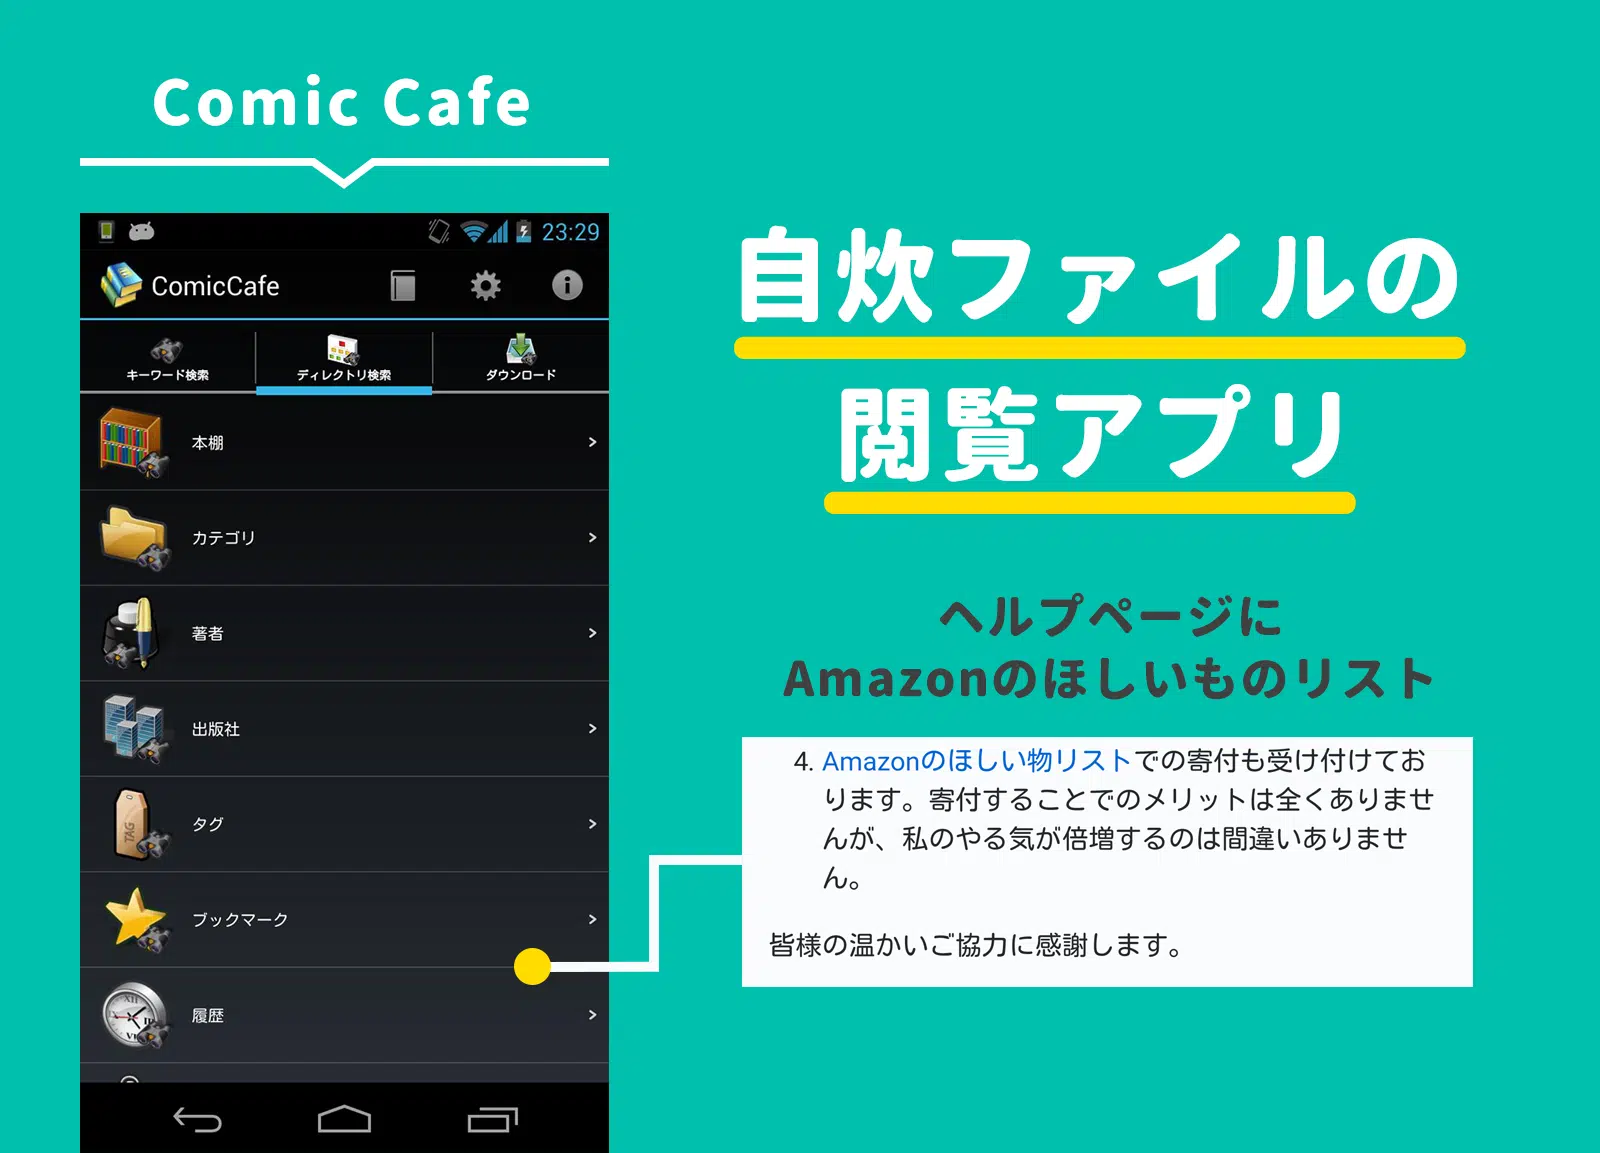 Comic Cafe
23:29
ComicCafe
キーワード検索
ディレクトリ検索
ダウンロード
本棚
カテゴリ
著者
出版社
TAG
タグ
ブックマーク
履歴
自炊ファイルの
閲覧アプリ
ヘルプページに
Amazonのほしいものリスト
4. Amazonのほしい物リストでの寄付も受け付けてお
ります。寄付することでのメリットは全くありませ
んが、私のやる気が倍増するのは間違いありませ
ん。
皆様の温かいご協力に感謝します。